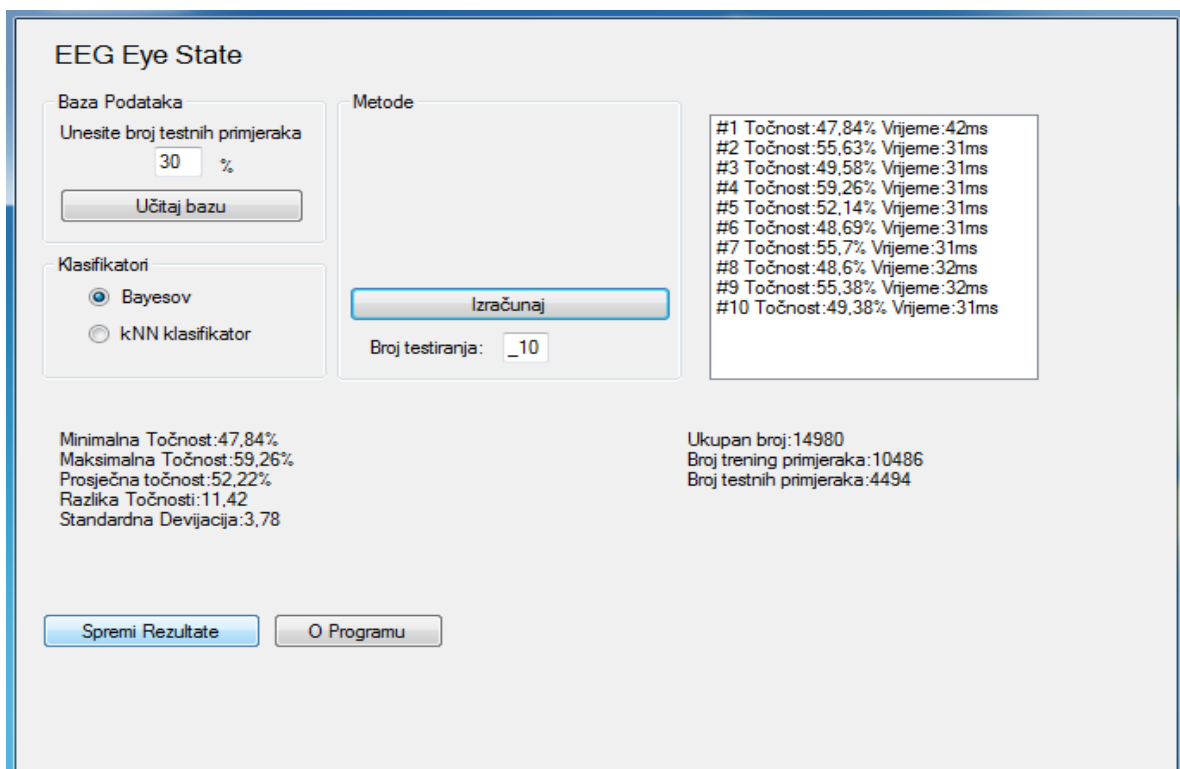 EEG Eye State
Baza Podataka
Unesite broj testnih primjeraka
30 %
Učitaj bazu
Klasifikatori
Bayesov
kNN klasifikator
Metode
Izračunaj
Broj testiranja: _10
#1 Točnost:47,84% Vrijeme:42ms
#2 Točnost:55,63% Vrijeme:31ms
#3 Točnost:49,58% Vrijeme:31ms
#4 Točnost:59,26% Vrijeme:31ms
#5 Točnost:52,14% Vrijeme:31ms
#6 Točnost:48,69% Vrijeme:31ms
#7 Točnost:55,7% Vrijeme:31ms
#8 Točnost:48,6% Vrijeme:32ms
#9 Točnost:55,38% Vrijeme:32ms
#10 Točnost:49,38% Vrijeme:31ms
Minimalna Točnost:47,84%
Maksimalna Točnost:59,26%
Prosječna točnost:52,22%
Razlika Točnosti:11,42
Standardna Devijacija:3,78
Ukupan broj:14980
Broj trening primjeraka:10486
Broj testnih primjeraka:4494
Spremi Rezultate
O Programu